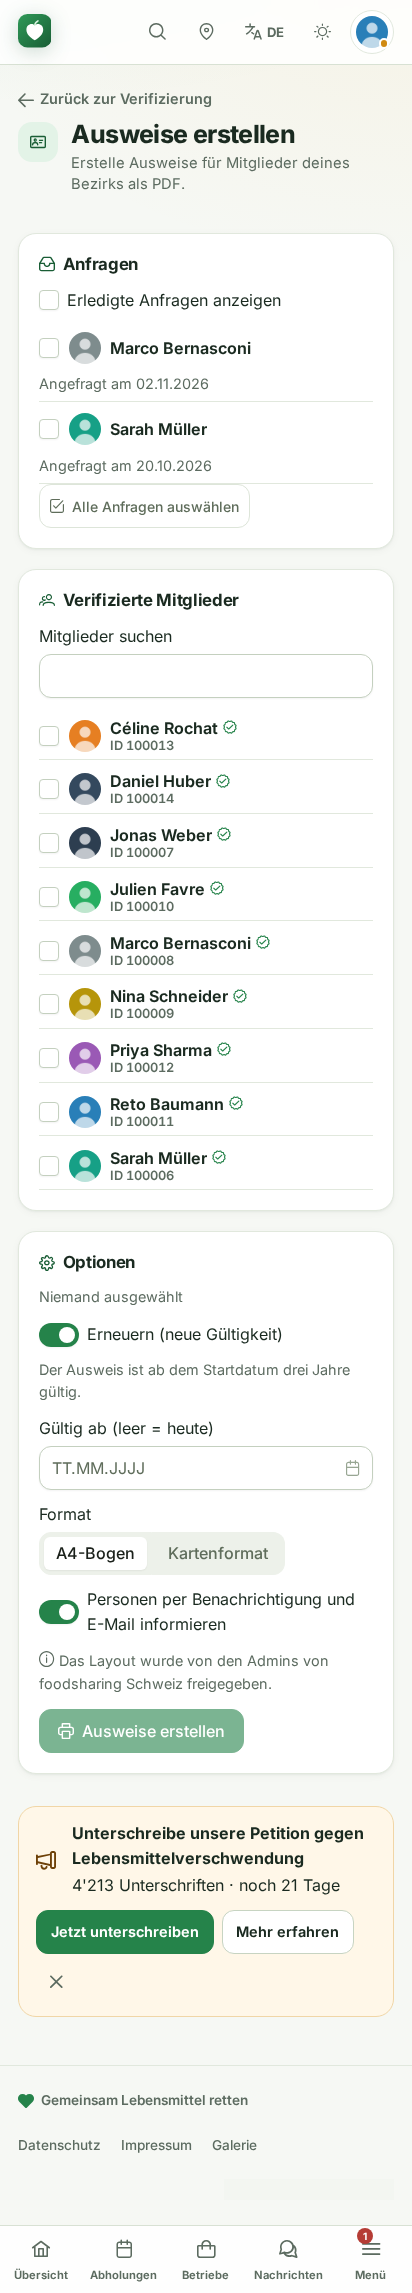 DE
Zurück zur Verifizierung
Ausweise erstellen
Erstelle Ausweise für Mitglieder deines
Bezirks als PDF.
Anfragen
Erledigte Anfragen anzeigen
Marco Bernasconi
Angefragt am 02.11.2026
Sarah Müller
Angefragt am 20.10.2026
Alle Anfragen auswählen
Verifizierte Mitglieder
Mitglieder suchen
Céline Rochat
ID 100013
Daniel Huber
ID 100014
Jonas Weber
ID 100007
Julien Favre
ID 100010
Marco Bernasconi
ID 100008
Nina Schneider
ID 100009
Priya Sharma
ID 100012
Reto Baumann
ID 100011
Sarah Müller
ID 100006
Optionen
Niemand ausgewählt
Erneuern (neue Gültigkeit)
Der Ausweis ist ab dem Startdatum drei Jahre
gültig.
Gültig ab (leer = heute)
TT.MM.JJJJ
Format
A4-Bogen Kartenformat
Personen per Benachrichtigung und
E-Mail informieren
Das Layout wurde von den Admins von
foodsharing Schweiz freigegeben.
Ausweise erstellen
Unterschreibe unsere Petition gegen
Lebensmittelverschwendung
4'213 Unterschriften · noch 21 Tage
Jetzt unterschreiben Mehr erfahren
Gemeinsam Lebensmittel retten
Datenschutz Impressum Galerie
1
Übersicht Abholungen Betriebe Nachrichten Menü